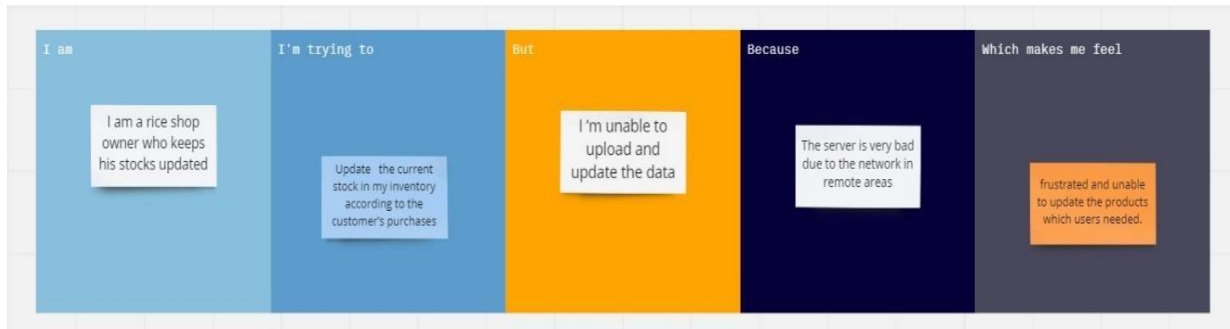 I am
I'm trying to
But
Because
Which makes me feel
I am a rice shop
owner who keeps
his stocks updated
Update the current
stock in my inventory
according to the
customer's purchases
I 'm unable to
upload and
update the data
The server is very bad
due to the network in
remote areas
frustrated and unable
to update the products
which users needed.